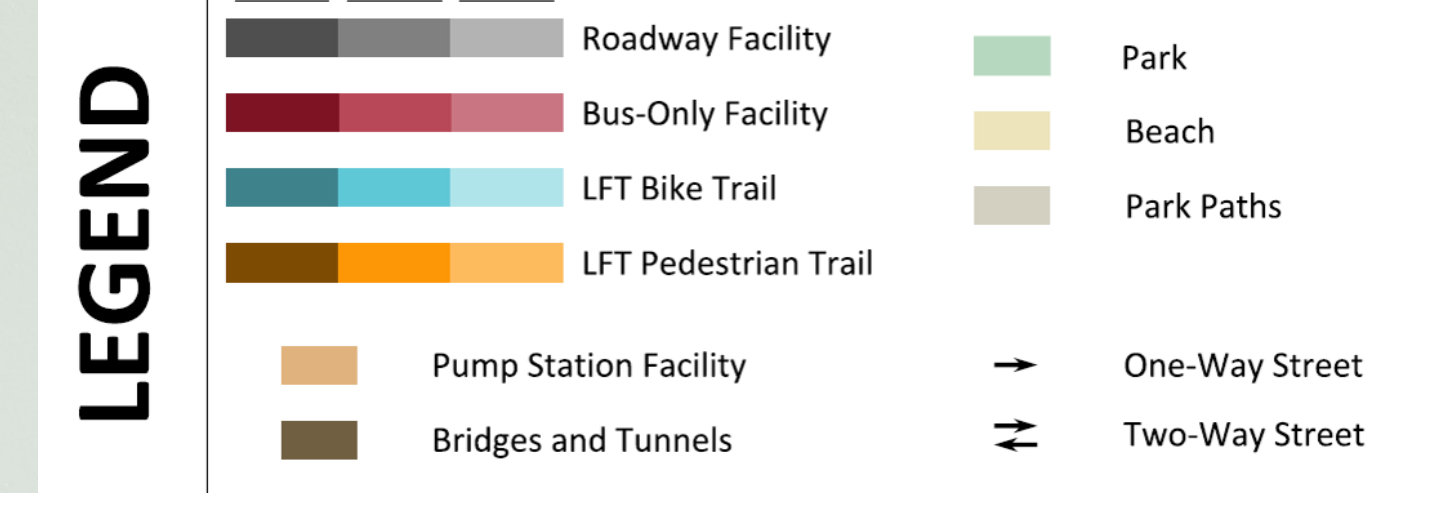 LEGEND
Roadway Facility
Bus-Only Facility
LFT Bike Trail
LFT Pedestrian Trail
Pump Station Facility
Bridges and Tunnels
Park
Beach
Park Paths
One-Way Street
Two-Way Street